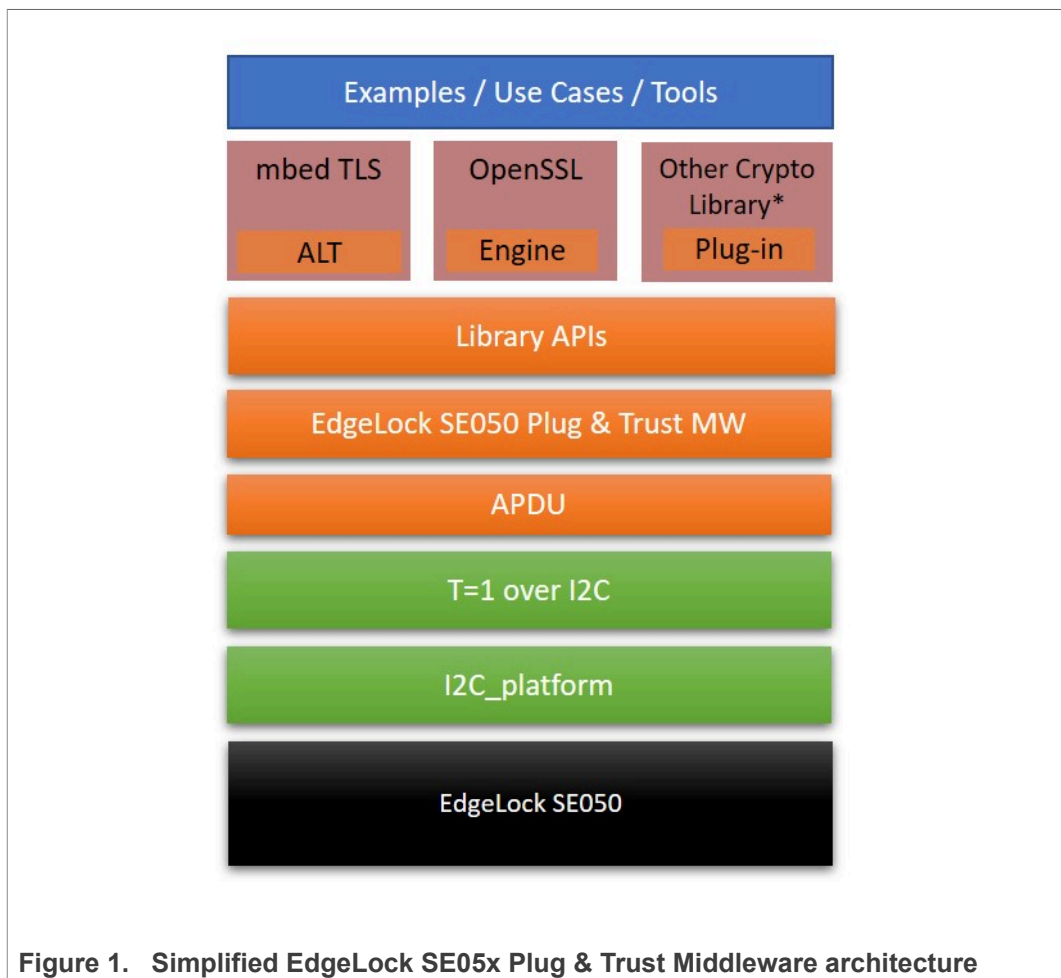 Examples / Use Cases / Tools
mbed TLS
ALT
OpenSSL
Engine
Other Crypto
Library*
Plug-in
Library APIs
EdgeLock SE050 Plug & Trust MW
APDU
T=1 over I2C
I2C_platform
EdgeLock SE050
Figure 1. Simplified EdgeLock SE05x Plug & Trust Middleware architecture